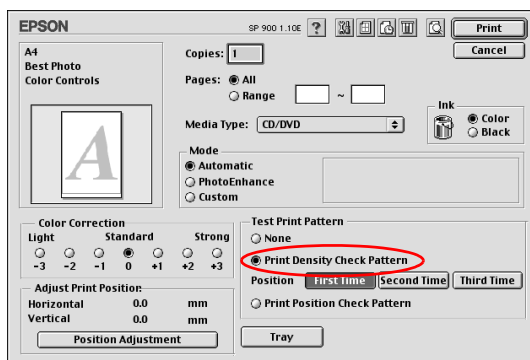 EPSON
SP 900 1.10E
?
Print
Cancel
A4
Best Photo
Color Controls
A
Copies: 1
Pages: All
Range ~
Media Type: CD/DVD
Ink
Color
Black
Mode
Automatic
PhotoEnhance
Custom
Color Correction
Light Standard Strong
-3 -2 -1 0 +1 +2 +3
Adjust Print Position:
Horizontal 0.0 mm
Vertical 0.0 mm
Position Adjustment
Test Print Pattern
None
Print Density Check Pattern
Position First Time Second Time Third Time
Print Position Check Pattern
Tray